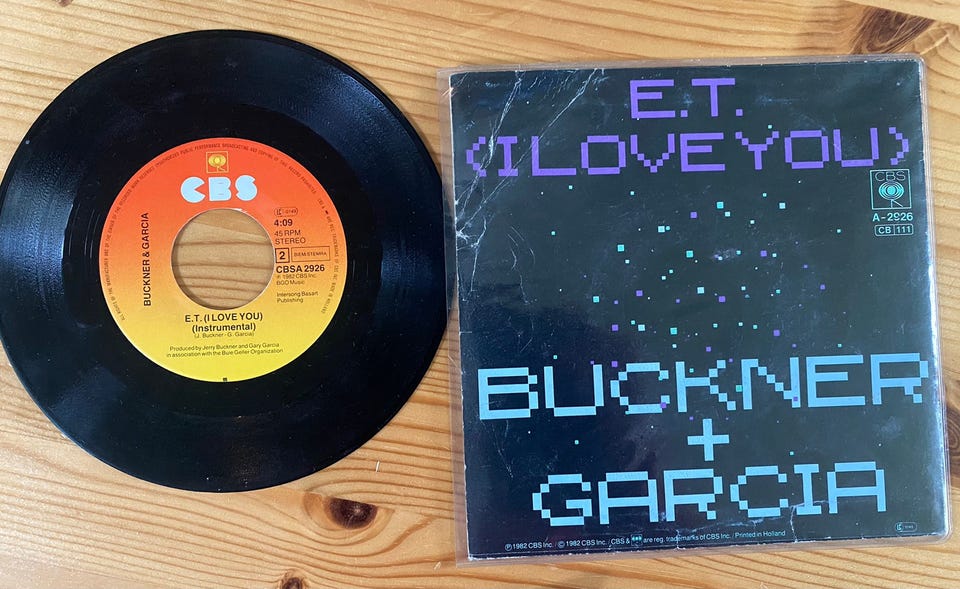 CBS
4:09
45 RPM
STEREO
2
BIEM/STEMRA
CBSA 2926
℗ 1982 CBS Inc.
BGO Music
Intersong Basart
Publishing
BUCKNER & GARCIA
E.T. (I LOVE YOU)
(Instrumental)
(J. Buckner - G. Garcia)
Produced by Jerry Buckner and Gary Garcia
in association with the Buie Geller Organization
E.T.
(I LOVE YOU)
CBS
A-2926
CB 111
BUCKNER
+
GARCIA
℗ 1982 CBS Inc. / © 1982 CBS Inc. / CBS & are reg. trademarks of CBS Inc. / Printed in Holland